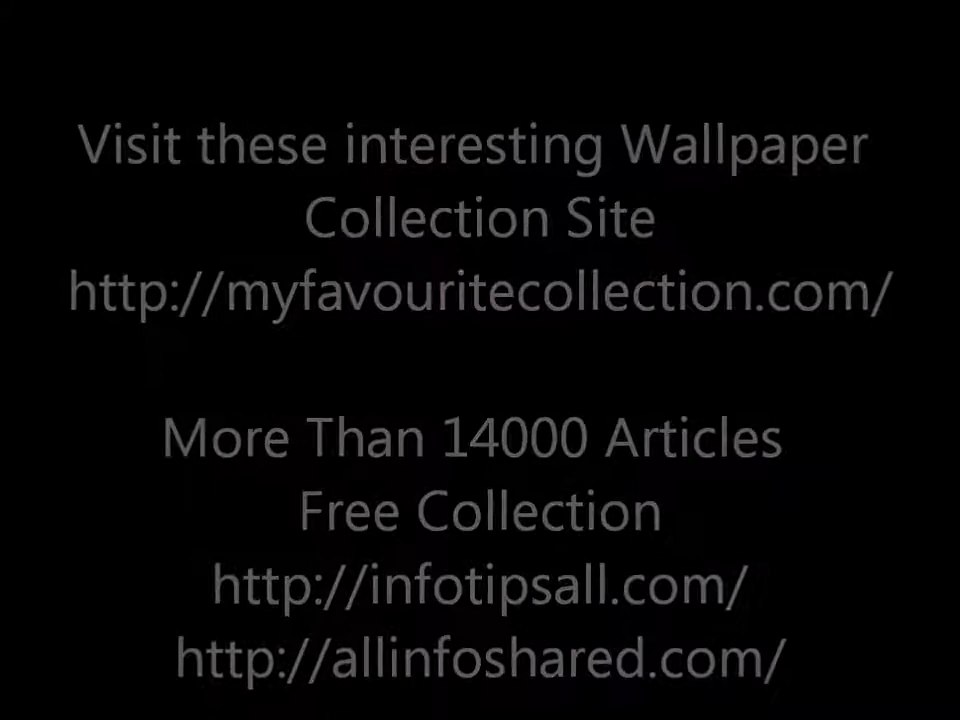 Visit these interesting Wallpaper
Collection Site
http://myfavouritecollection.com/
More Than 14000 Articles
Free Collection
http://infotipsall.com/
http://allinfoshared.com/